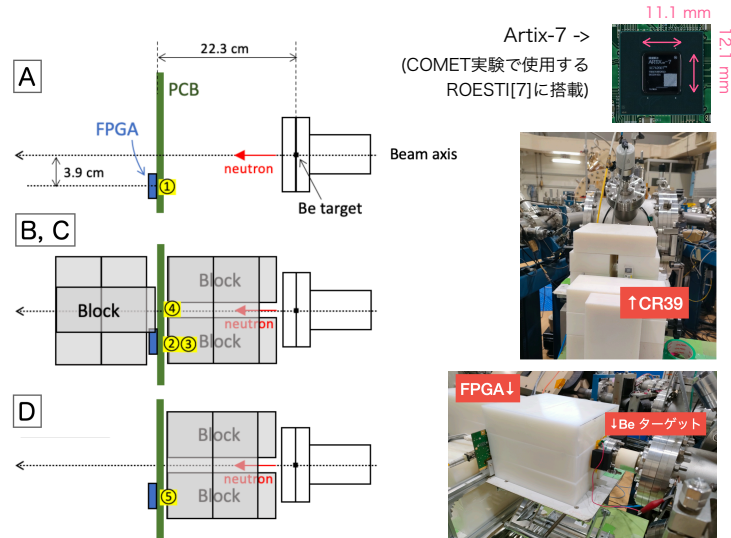 22.3 cm
A
PCB
FPGA
①
3.9 cm
neutron
Be target
Beam axis
Artix-7 ->
(COMET実験で使用する
ROESTI[7]に搭載)
11.1 mm
12.1 mm
ARTIX-7
B, C
Block
Block
④
neutron
②③
Block
↑CR39
D
Block
neutron
⑤
Block
FPGA↓
↓Be ターゲット